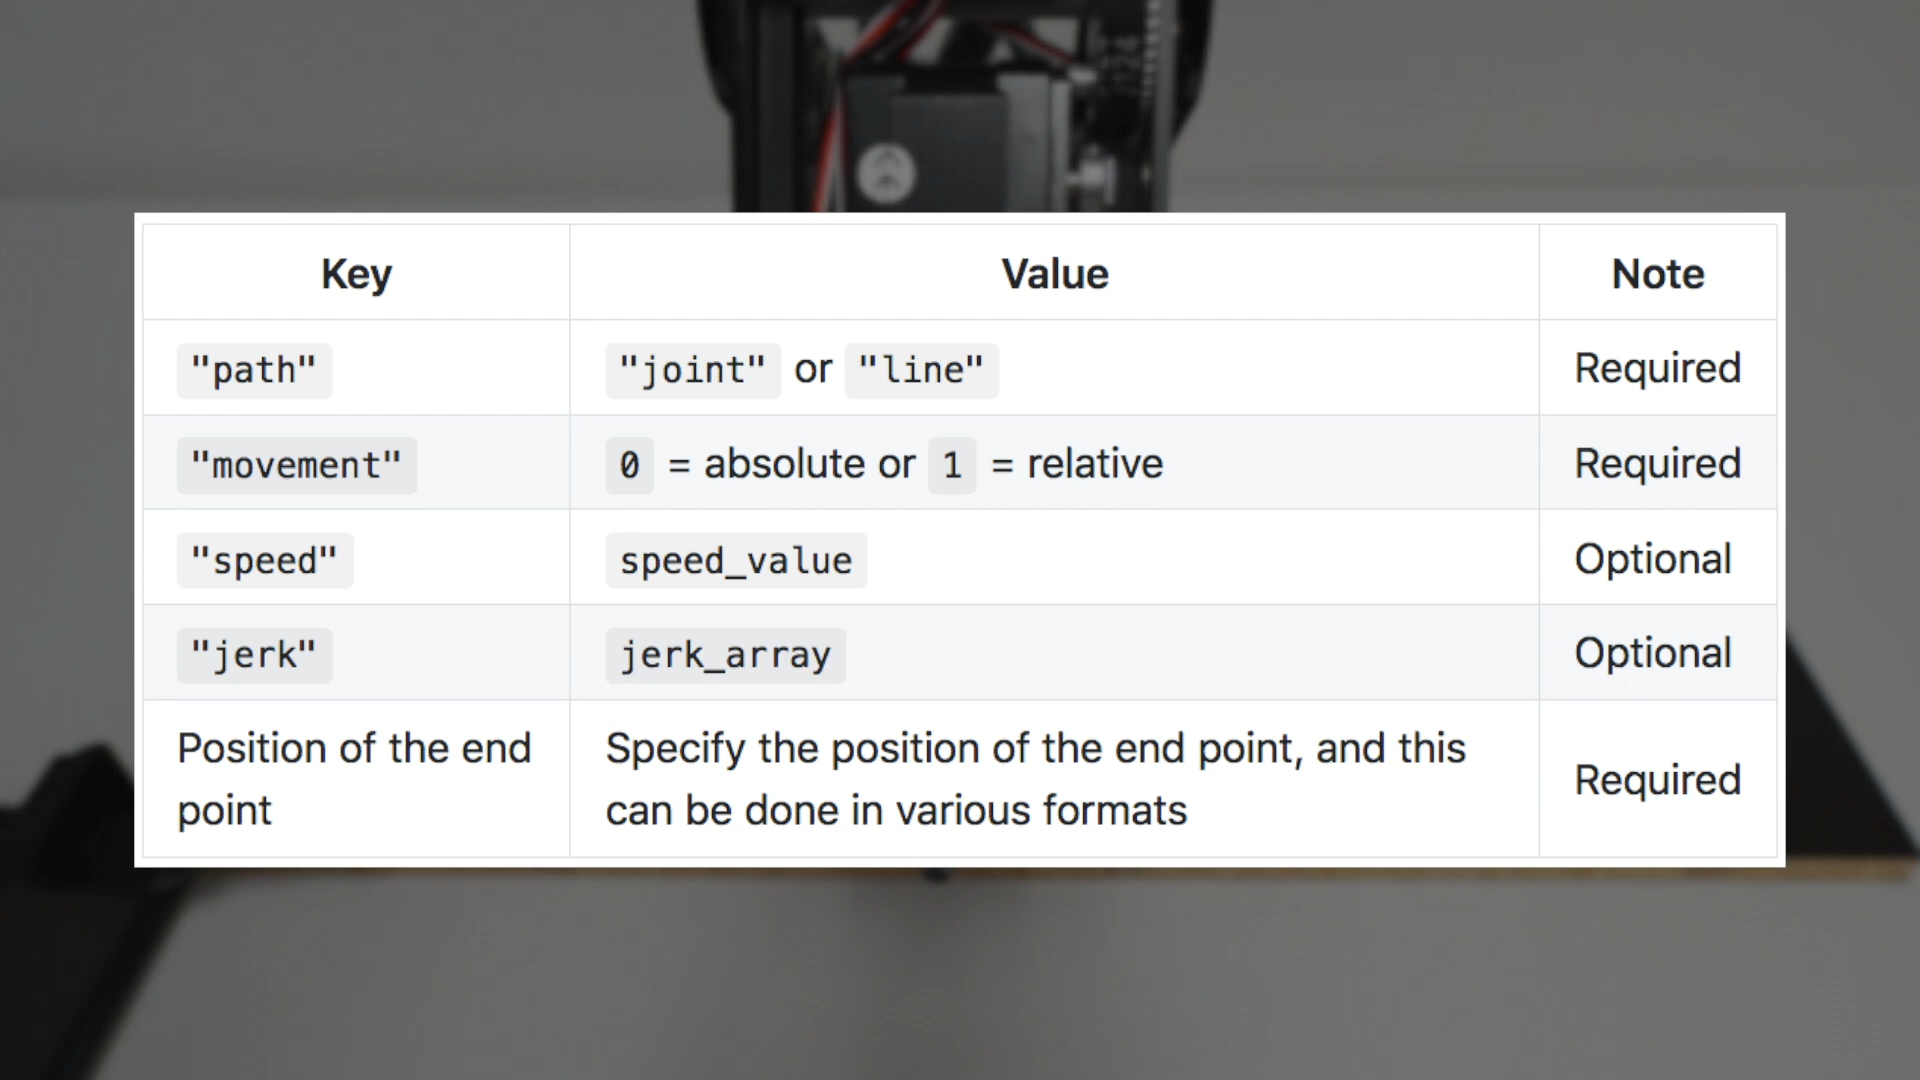 Key Value Note
"path" "joint" or "line" Required
"movement" 0 = absolute or 1 = relative Required
"speed" speed_value Optional
"jerk" jerk_array Optional
Position of the end Specify the position of the end point, and this Required
point can be done in various formats